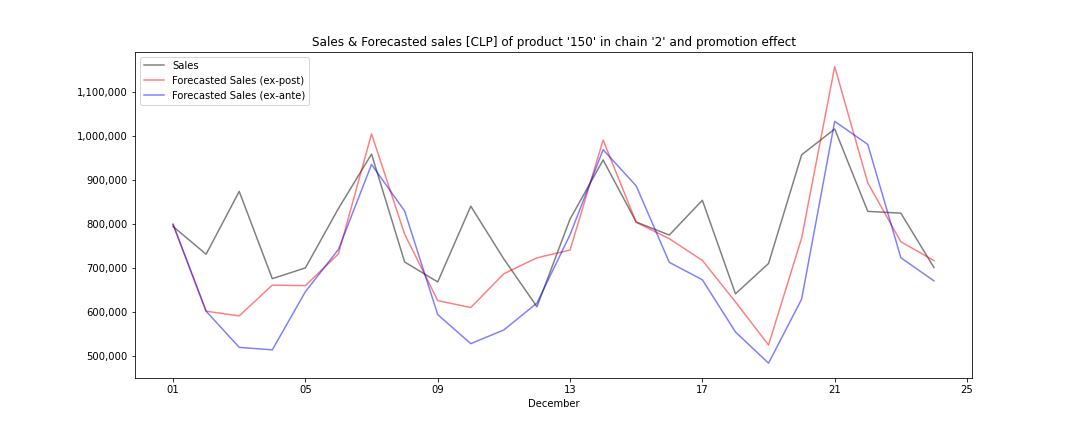 Sales & Forecasted sales [CLP] of product '150' in chain '2' and promotion effect
Sales
Forecasted Sales (ex-post)
Forecasted Sales (ex-ante)
1,100,000
1,000,000
900,000
800,000
700,000
600,000
500,000
01 05 09 13 17 21 25
December